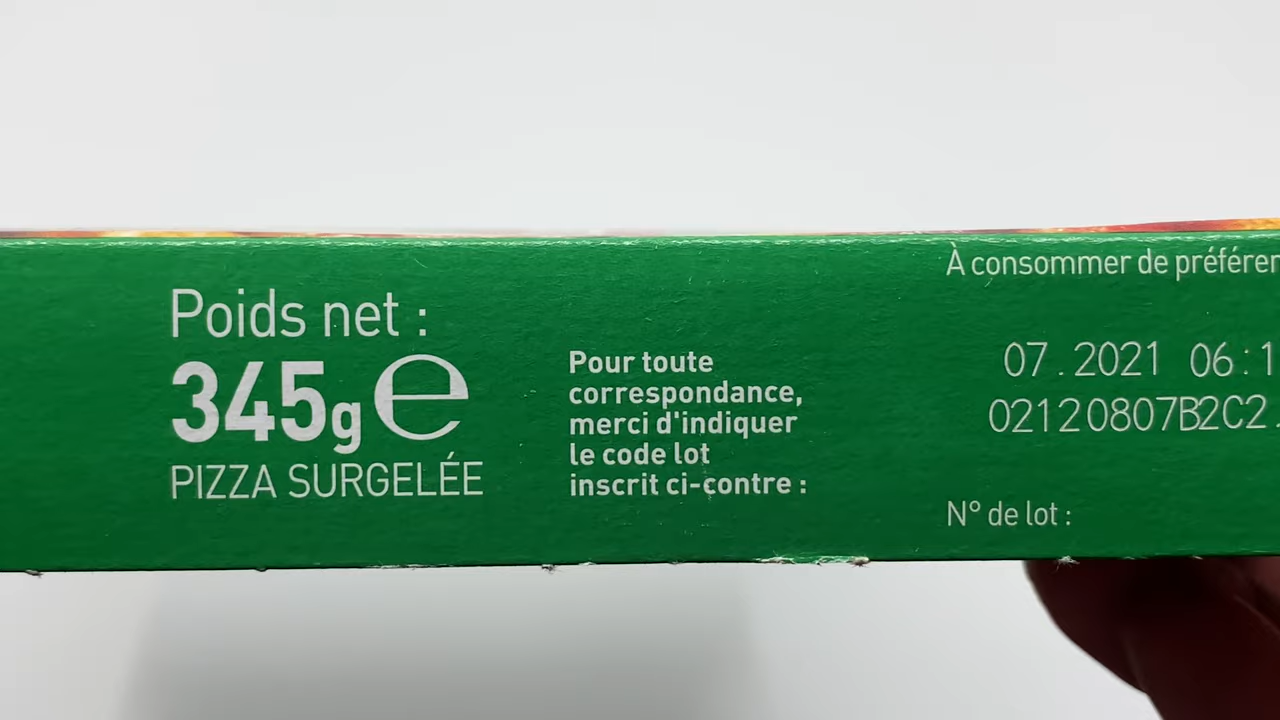 Poids net :
345g e
PIZZA SURGELÉE
Pour toute
correspondance,
merci d'indiquer
le code lot
inscrit ci-contre :
À consommer de
07.2021 06:1
02120807B2C2.
N° de lot :